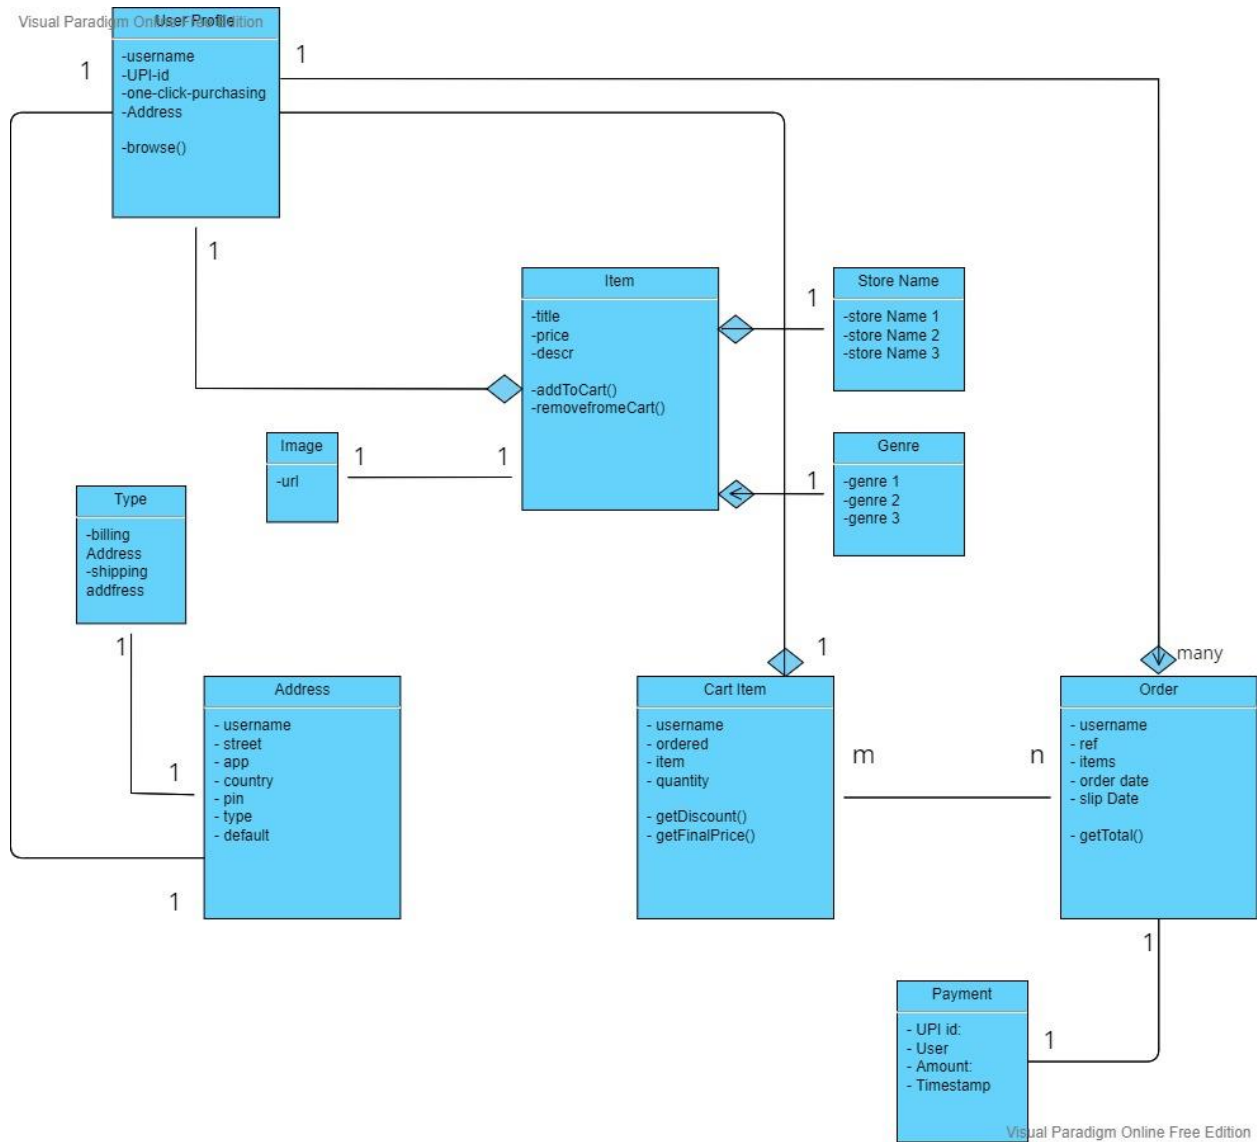 Visual Paradigm Online Free Edition
User Profile
-username
-UPI-id
-one-click-purchasing
-Address
-browse()
1
1
1
Item
-title
-price
-descr
-addToCart()
-removefromeCart()
1
Store Name
-store Name 1
-store Name 2
-store Name 3
Image
-url
1
1
1
Genre
-genre 1
-genre 2
-genre 3
Type
-billing
Address
-shipping
addfress
1
1
many
Address
- username
- street
- app
- country
- pin
- type
- default
1
1
Cart Item
- username
- ordered
- item
- quantity
- getDiscount()
- getFinalPrice()
m
n
Order
- username
- ref
- items
- order date
- slip Date
- getTotal()
1
Payment
- UPI id:
- User
- Amount:
- Timestamp
1
Visual Paradigm Online Free Edition